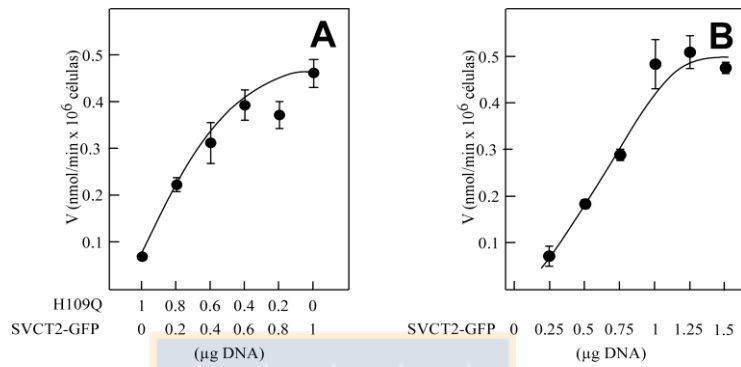 A
V (nmol/min x 10⁶ células)
0.5
0.4
0.3
0.2
0.1
H109Q 1 0.8 0.6 0.4 0.2 0
SVCT2-GFP 0 0.2 0.4 0.6 0.8 1
(µg DNA)
B
V (nmol/min x 10⁶ células)
0.5
0.4
0.3
0.2
0.1
SVCT2-GFP 0 0.25 0.5 0.75 1 1.25 1.5
(µg DNA)